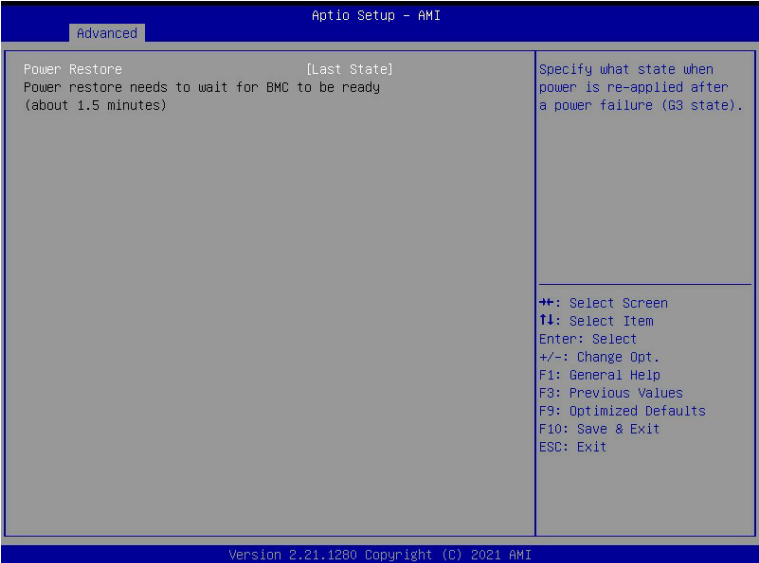 Aptio Setup - AMI
Advanced
Power Restore [Last State]
Power restore needs to wait for BMC to be ready
(about 1.5 minutes)
Specify what state when
power is re-applied after
a power failure (G3 state).
→←: Select Screen
↑↓: Select Item
Enter: Select
+/-: Change Opt.
F1: General Help
F3: Previous Values
F9: Optimized Defaults
F10: Save & Exit
ESC: Exit
Version 2.21.1280 Copyright (C) 2021 AMI